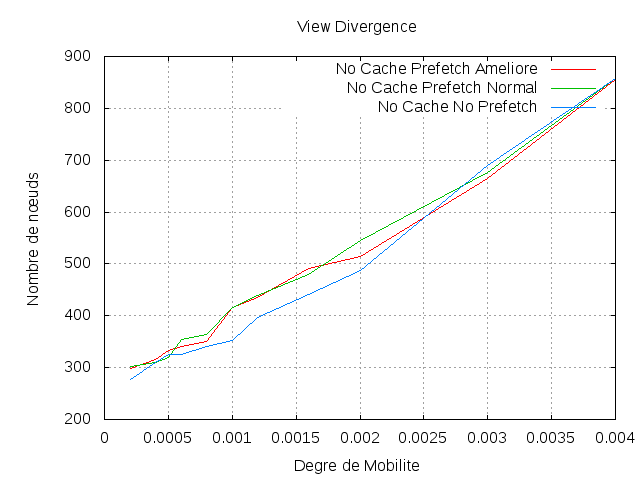 View Divergence
900
800
700
600
500
400
300
200
Nombre de nœuds
No Cache Prefetch Ameliore
No Cache Prefetch Normal
No Cache No Prefetch
0 0.0005 0.001 0.0015 0.002 0.0025 0.003 0.0035 0.004
Degre de Mobilite